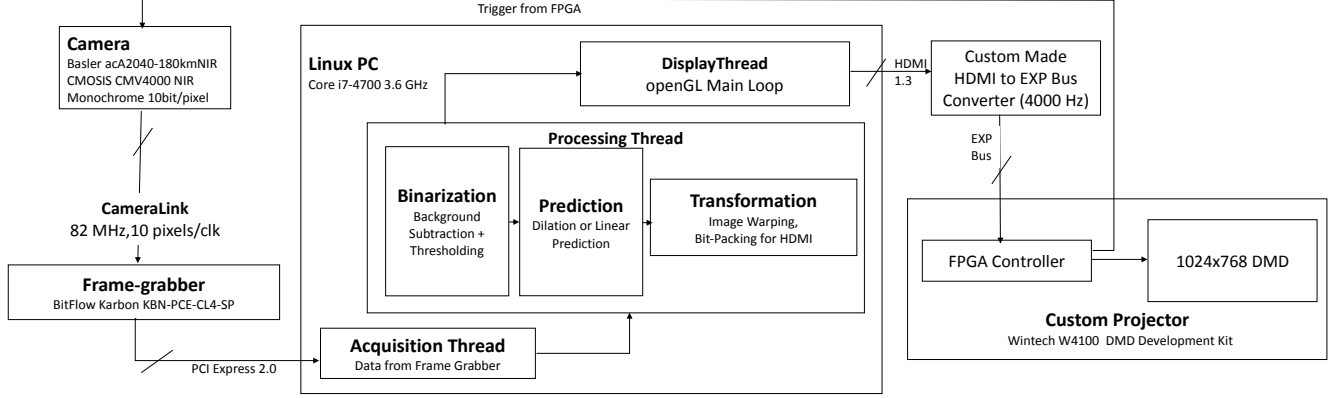 Trigger from FPGA
Camera
Basler acA2040-180kmNIR
CMOSIS CMV4000 NIR
Monochrome 10bit/pixel
CameraLink
82 MHz,10 pixels/clk
Frame-grabber
BitFlow Karbon KBN-PCE-CL4-SP
PCI Express 2.0
Linux PC
Core i7-4700 3.6 GHz
DisplayThread
openGL Main Loop
Processing Thread
Binarization
Background
Subtraction +
Thresholding
Prediction
Dilation or Linear
Prediction
Transformation
Image Warping,
Bit-Packing for HDMI
Acquisition Thread
Data from Frame Grabber
HDMI
1.3
Custom Made
HDMI to EXP Bus
Converter (4000 Hz)
EXP
Bus
FPGA Controller
1024x768 DMD
Custom Projector
Wintech W4100 DMD Development Kit